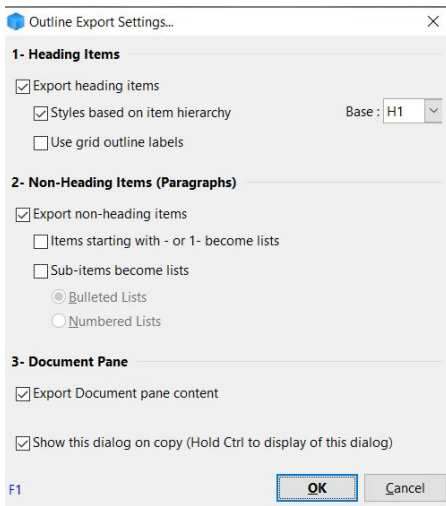 Outline Export Settings...
1- Heading Items
Export heading items
Styles based on item hierarchy Base : H1
Use grid outline labels
2- Non-Heading Items (Paragraphs)
Export non-heading items
Items starting with - or 1- become lists
Sub-items become lists
Bulleted Lists
Numbered Lists
3- Document Pane
Export Document pane content
Show this dialog on copy (Hold Ctrl to display of this dialog)
F1 OK Cancel